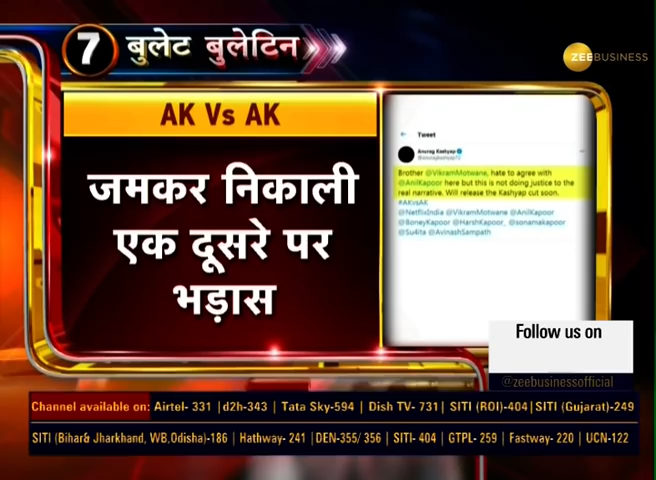 7 बुलेट बुलेटिन
ZEEBUSINESS
AK Vs AK
जमकर निकाली
एक दूसरे पर
भड़ास
Tweet
Anurag Kashyap
@anuragkashyap72
Brother @VikramMotwane, hate to agree with
@AnilKapoor here but this is not doing justice to the
real narrative. Will release the Kashyap cut soon.
#AKvsAK
@NetflixIndia @VikramMotwane @AnilKapoor
@BoneyKapoor @HarshKapoor_ @sonamakapoor
@Su4ita @AvinashSampath
Follow us on
@zeebusinessofficial
Channel available on: Airtel- 331 |d2h-343 | Tata Sky-594 | Dish TV- 731| SITI (ROI)-404|SITI (Gujarat)-249
SITI (Bihar& Jharkhand, WB,Odisha)-186 | Hathway- 241 |DEN-355/ 356 | SITI- 404 | GTPL- 259 | Fastway- 220 | UCN-122